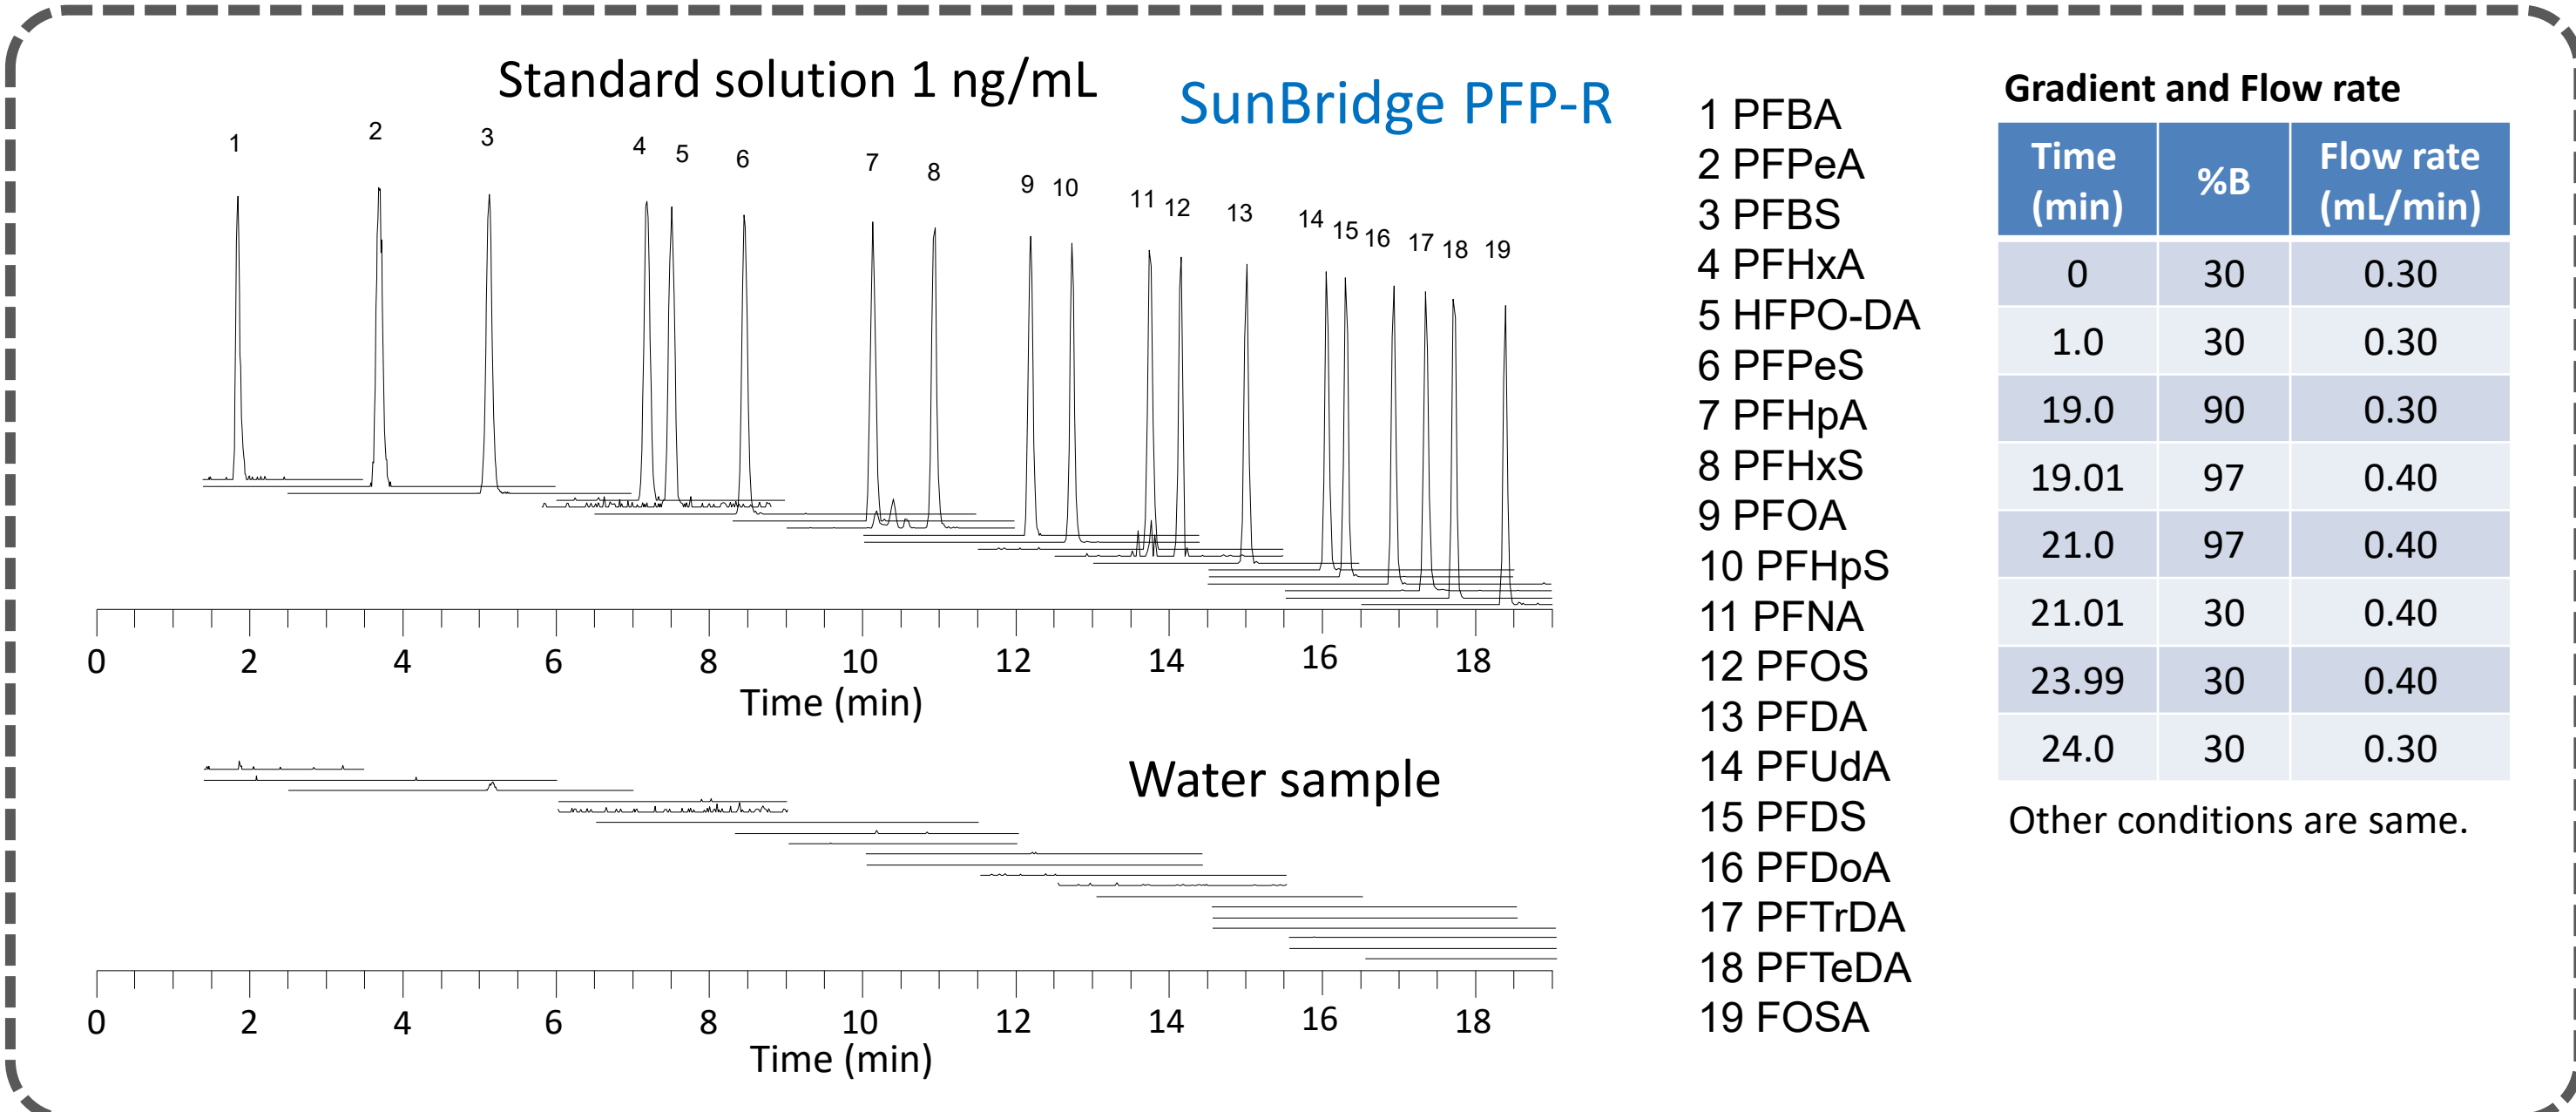 Standard solution 1 ng/mL
SunBridge PFP-R
1
2
3
4
5
6
7
8
9
10
11
12
13
14
15
16
17
18
19
0 2 4 6 8 10 12 14 16 18
Time (min)
Water sample
0 2 4 6 8 10 12 14 16 18
Time (min)
1 PFBA
2 PFPeA
3 PFBS
4 PFHxA
5 HFPO-DA
6 PFPeS
7 PFHpA
8 PFHxS
9 PFOA
10 PFHpS
11 PFNA
12 PFOS
13 PFDA
14 PFUdA
15 PFDS
16 PFDoA
17 PFTrDA
18 PFTeDA
19 FOSA
Gradient and Flow rate
Time (min) %B Flow rate (mL/min)
0 30 0.30
1.0 30 0.30
19.0 90 0.30
19.01 97 0.40
21.0 97 0.40
21.01 30 0.40
23.99 30 0.40
24.0 30 0.30
Other conditions are same.